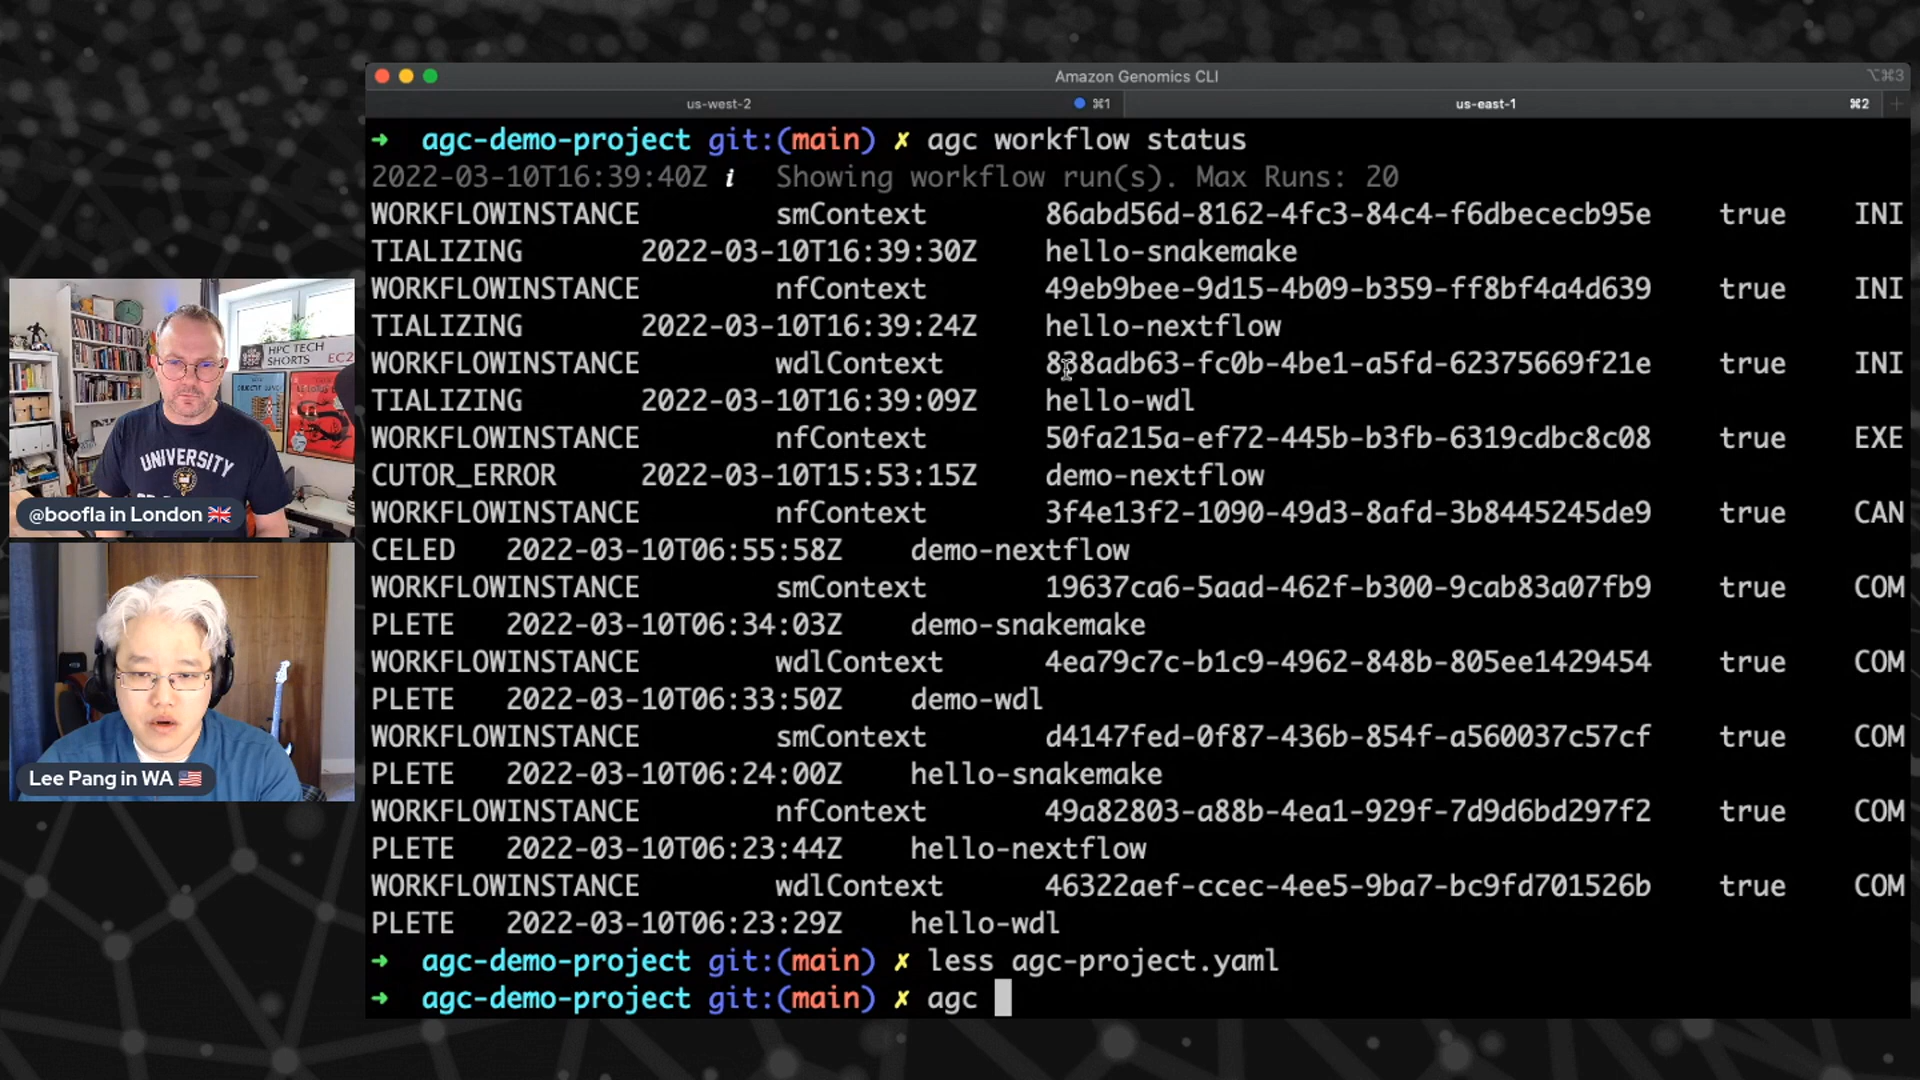 Amazon Genomics CLI
⌥⌘3
us-west-2 ⌘1 us-east-1 ⌘2
→ agc-demo-project git:(main) ✗ agc workflow status
2022-03-10T16:39:40Z i Showing workflow run(s). Max Runs: 20
WORKFLOWINSTANCE smContext 86abd56d-8162-4fc3-84c4-f6dbececb95e true INI
TIALIZING 2022-03-10T16:39:30Z hello-snakemake
WORKFLOWINSTANCE nfContext 49eb9bee-9d15-4b09-b359-ff8bf4a4d639 true INI
TIALIZING 2022-03-10T16:39:24Z hello-nextflow
WORKFLOWINSTANCE wdlContext 838adb63-fc0b-4be1-a5fd-62375669f21e true INI
TIALIZING 2022-03-10T16:39:09Z hello-wdl
WORKFLOWINSTANCE nfContext 50fa215a-ef72-445b-b3fb-6319cdbc8c08 true EXE
CUTOR_ERROR 2022-03-10T15:53:15Z demo-nextflow
WORKFLOWINSTANCE nfContext 3f4e13f2-1090-49d3-8afd-3b8445245de9 true CAN
CELED 2022-03-10T06:55:58Z demo-nextflow
WORKFLOWINSTANCE smContext 19637ca6-5aad-462f-b300-9cab83a07fb9 true COM
PLETE 2022-03-10T06:34:03Z demo-snakemake
WORKFLOWINSTANCE wdlContext 4ea79c7c-b1c9-4962-848b-805ee1429454 true COM
PLETE 2022-03-10T06:33:50Z demo-wdl
WORKFLOWINSTANCE smContext d4147fed-0f87-436b-854f-a560037c57cf true COM
PLETE 2022-03-10T06:24:00Z hello-snakemake
WORKFLOWINSTANCE nfContext 49a82803-a88b-4ea1-929f-7d9d6bd297f2 true COM
PLETE 2022-03-10T06:23:44Z hello-nextflow
WORKFLOWINSTANCE wdlContext 46322aef-ccec-4ee5-9ba7-bc9fd701526b true COM
PLETE 2022-03-10T06:23:29Z hello-wdl
→ agc-demo-project git:(main) ✗ less agc-project.yaml
→ agc-demo-project git:(main) ✗ agc
HPC TECH
SHORTS EC2
UNIVERSITY
@boofla in London 🇬🇧
Lee Pang in WA 🇺🇸